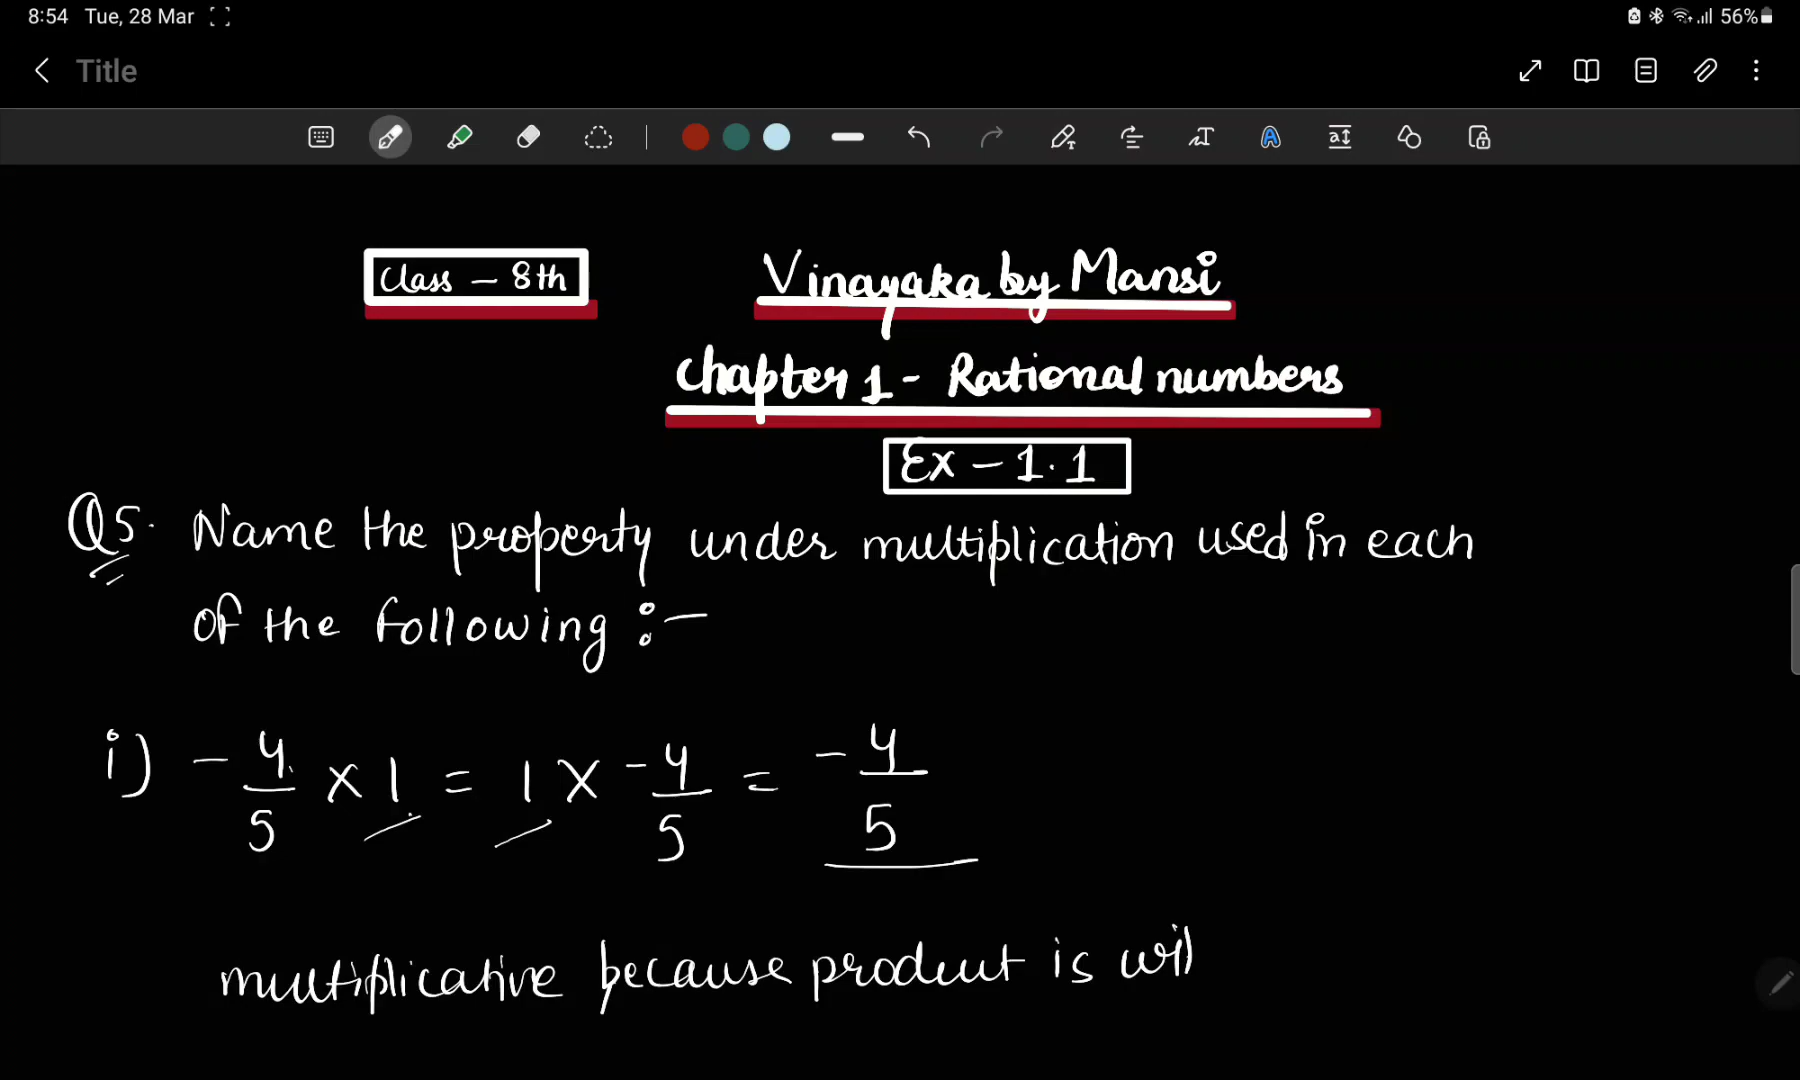 8:54 Tue, 28 Mar 56%
Title
Class - 8th
Vinayaka by Mansi
Chapter 1 - Rational numbers
Ex - 1.1
Q5. Name the property under multiplication used in each
of the following :-
i) -4/5 x 1 = 1 x -4/5 = -4/5
multiplicative because product is wil